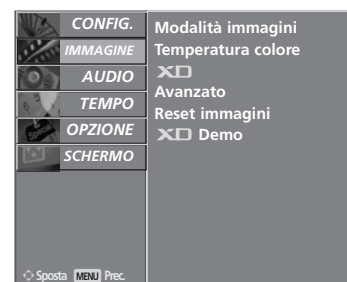 CONFIG.
IMMAGINE
AUDIO
TEMPO
OPZIONE
SCHERMO
Modalità immagini
Temperatura colore
XD
Avanzato
Reset immagini
XD Demo
Sposta MENU Prec.